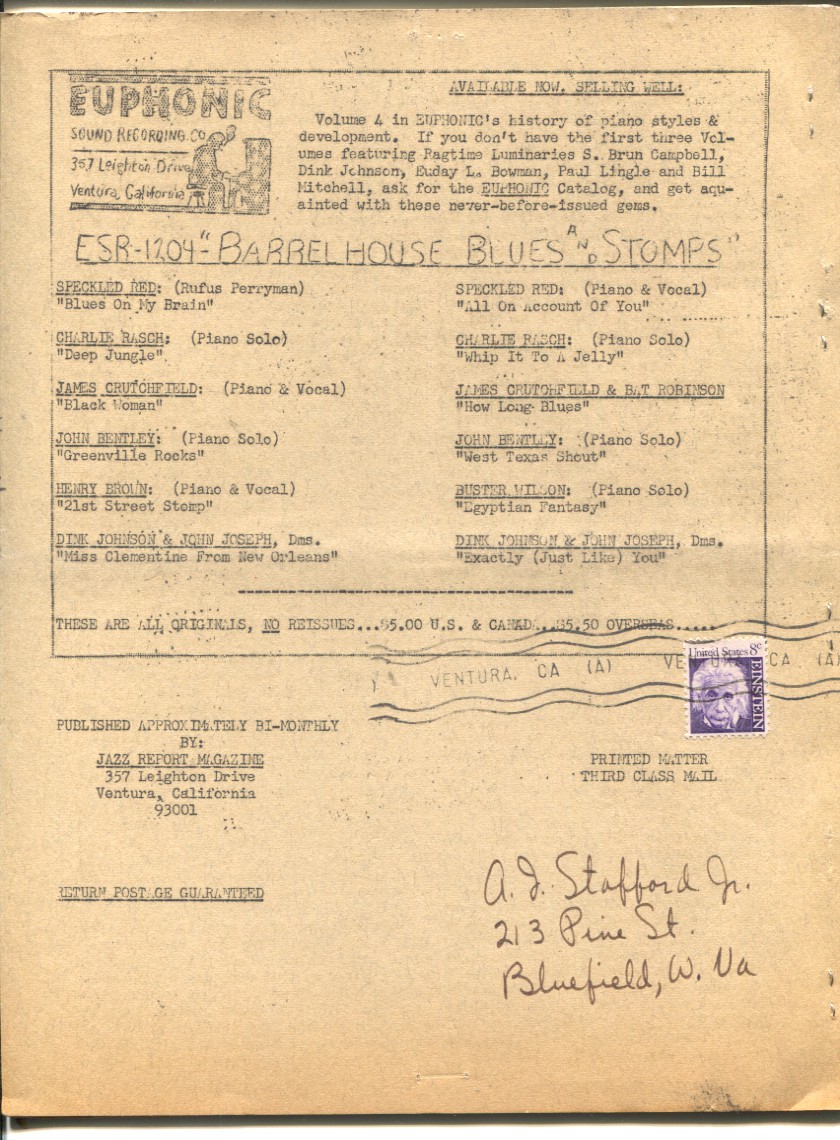 EUPHONIC
SOUND RECORDING CO
357 Leighton Drive
Ventura, California
AVAILABLE NOW, SELLING WELL:
Volume 4 in EUPHONIC's history of piano styles &
development. If you don't have the first three Vol-
umes featuring Ragtime Luminaries S. Brun Campbell,
Dink Johnson, Euday L. Bowman, Paul Lingle and Bill
Mitchell, ask for the EUPHONIC Catalog, and get aqu-
ainted with these never-before-issued gems.
ESR-1204 "BARRELHOUSE BLUES AND STOMPS"
SPECKLED RED: (Rufus Perryman)
"Blues On My Brain"
CHARLIE RASCH: (Piano Solo)
"Deep Jungle"
JAMES CRUTCHFIELD: (Piano & Vocal)
"Black Woman"
JOHN BENTLEY: (Piano Solo)
"Greenville Rocks"
HENRY BROWN: (Piano & Vocal)
"21st Street Stomp"
DINK JOHNSON & JOHN JOSEPH, Dms.
"Miss Clementine From New Orleans"
SPECKLED RED: (Piano & Vocal)
"All On Account Of You"
CHARLIE RASCH: (Piano Solo)
"Whip It To A Jelly"
JAMES CRUTCHFIELD & BAT ROBINSON
"How Long Blues"
JOHN BENTLEY: (Piano Solo)
"West Texas Shout"
BUSTER WILSON: (Piano Solo)
"Egyptian Fantasy"
DINK JOHNSON & JOHN JOSEPH, Dms.
"Exactly (Just Like) You"
THESE ARE ALL ORIGINALS, NO REISSUES...$5.00 U.S. & CANADA...$5.50 OVERSEAS.....
VENTURA, CA (A) VENTURA, CA (A)
United States 8c
EINSTEIN
PUBLISHED APPROXIMATELY BI-MONTHLY
BY:
JAZZ REPORT MAGAZINE
357 Leighton Drive
Ventura, California
93001
PRINTED MATTER
THIRD CLASS MAIL
RETURN POSTAGE GUARANTEED
A. J. Stafford Jr.
213 Pine St.
Bluefield, W. Va